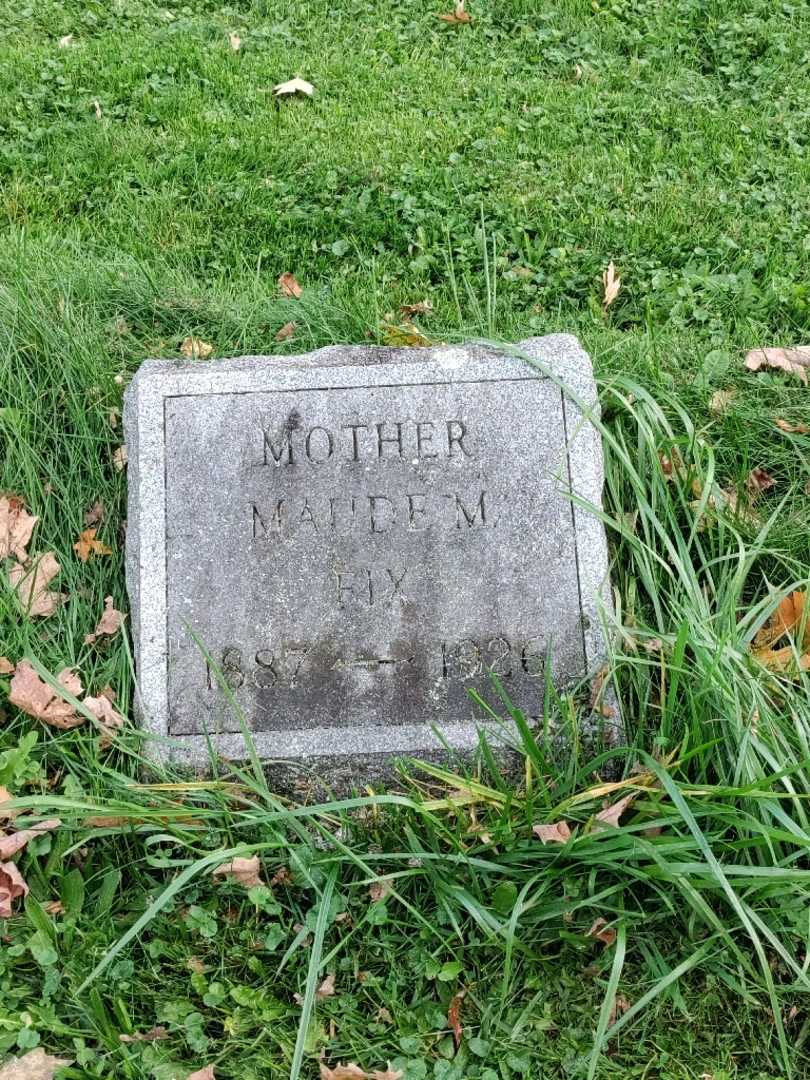 MOTHER
MAUDE M.
FIX
1887 — 1926